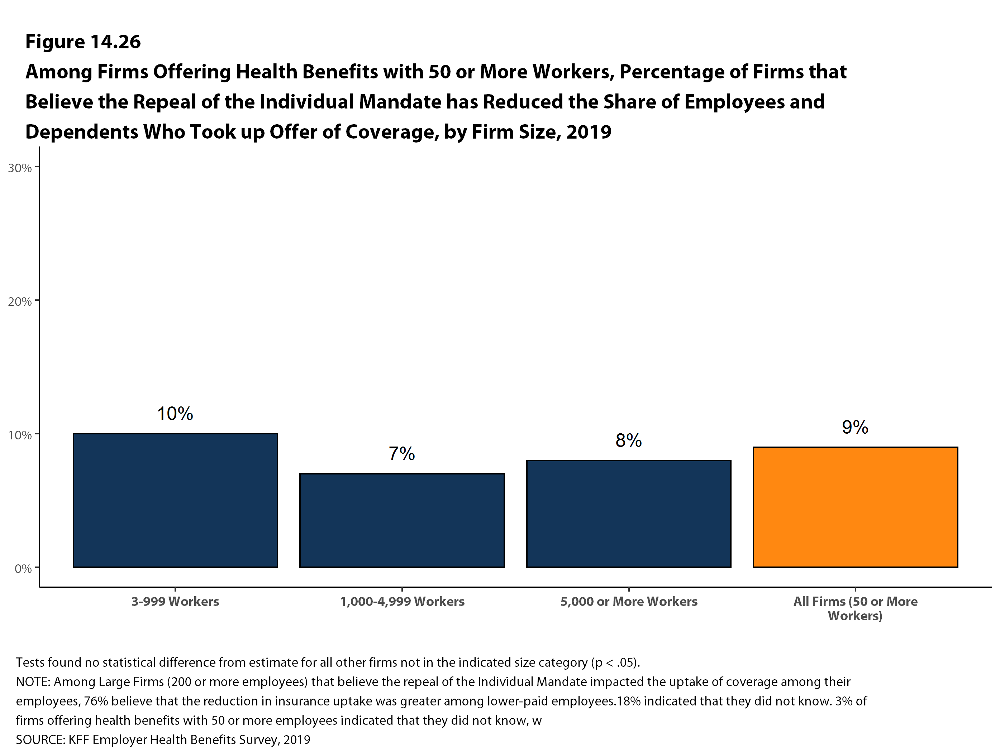 Figure 14.26
Among Firms Offering Health Benefits with 50 or More Workers, Percentage of Firms that
Believe the Repeal of the Individual Mandate has Reduced the Share of Employees and
Dependents Who Took up Offer of Coverage, by Firm Size, 2019
30%
20%
10%
0%
10%
7%
8%
9%
3-999 Workers
1,000-4,999 Workers
5,000 or More Workers
All Firms (50 or More
Workers)
Tests found no statistical difference from estimate for all other firms not in the indicated size category (p < .05).
NOTE: Among Large Firms (200 or more employees) that believe the repeal of the Individual Mandate impacted the uptake of coverage among their
employees, 76% believe that the reduction in insurance uptake was greater among lower-paid employees.18% indicated that they did not know. 3% of
firms offering health benefits with 50 or more employees indicated that they did not know, w
SOURCE: KFF Employer Health Benefits Survey, 2019